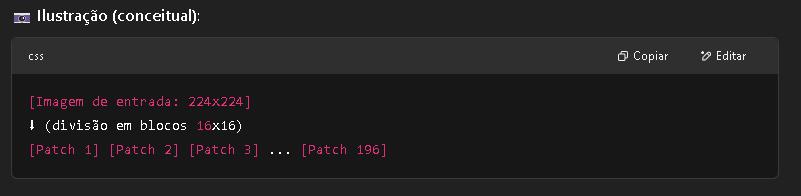 📷 Ilustração (conceitual):
css
Copiar
Editar
[Imagem de entrada: 224x224]
⬇ (divisão em blocos 16x16)
[Patch 1] [Patch 2] [Patch 3] ... [Patch 196]